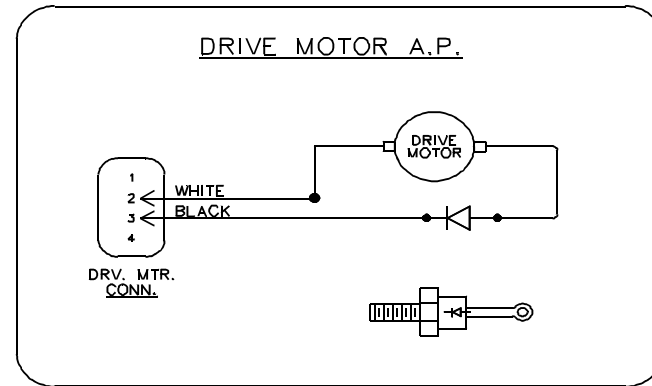 DRIVE MOTOR A.P.
DRIVE
MOTOR
1
2
WHITE
3
BLACK
4
DRV. MTR.
CONN.